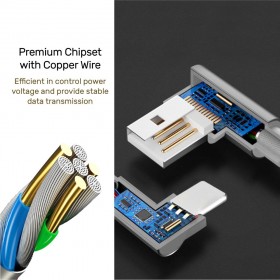 Premium Chipset
with Copper Wire
Efficient in control power
voltage and provide stable
data transmission